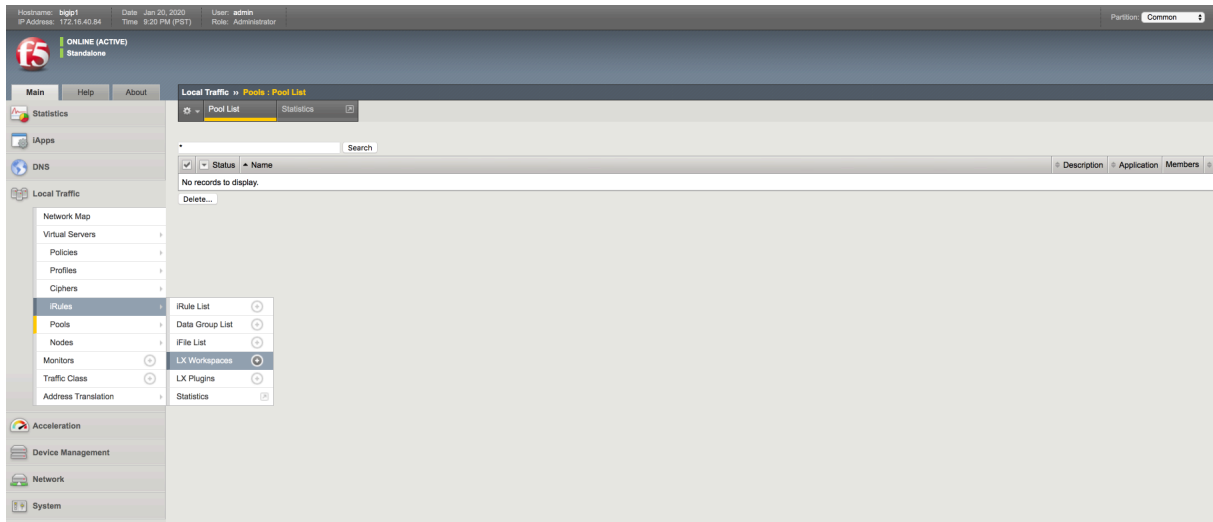 Hostname: bigip1 Date Jan 20, 2020 User: admin
IP Address: 172.16.40.84 Time 9:20 PM (PST) Role: Administrator
Partition: Common
f5
ONLINE (ACTIVE)
Standalone
Main Help About
Local Traffic ›› Pools : Pool List
Pool List Statistics
Statistics
iApps
DNS
Local Traffic
Network Map
Virtual Servers
Policies
Profiles
Ciphers
iRules
Pools
Nodes
Monitors
Traffic Class
Address Translation
iRule List
Data Group List
iFile List
LX Workspaces
LX Plugins
Statistics
Acceleration
Device Management
Network
System
* Search
Status Name Description Application Members
No records to display.
Delete...